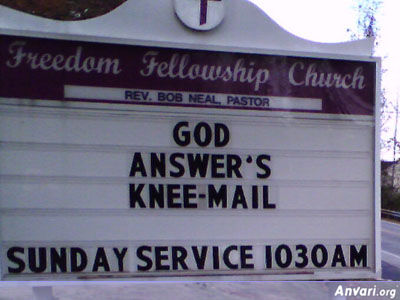 Freedom Fellowship Church
REV. BOB NEAL, PASTOR
GOD
ANSWER'S
KNEE-MAIL
SUNDAY SERVICE 1030AM
Anvari.org